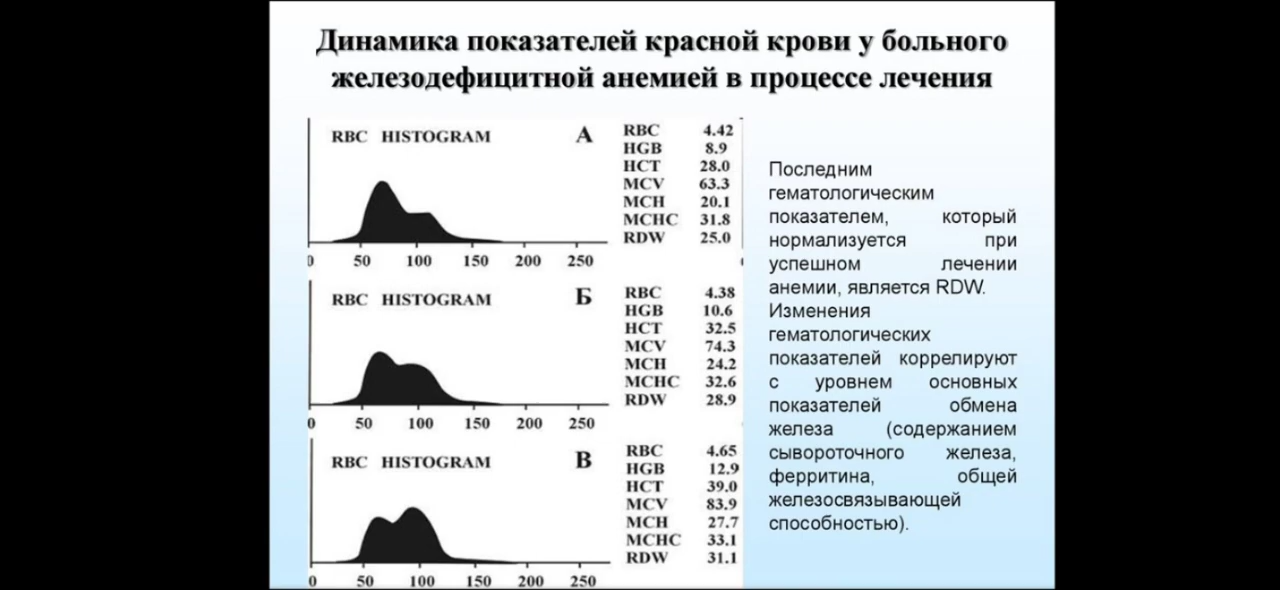 Динамика показателей красной крови у больного
железодефицитной анемией в процессе лечения
RBC HISTOGRAM А
RBC 4.42
HGB 8.9
HCT 28.0
MCV 63.3
MCH 20.1
MCHC 31.8
RDW 25.0
0 50 100 150 200 250
RBC HISTOGRAM Б
RBC 4.38
HGB 10.6
HCT 32.5
MCV 74.3
MCH 24.2
MCHC 32.6
RDW 28.9
0 50 100 150 200 250
RBC HISTOGRAM В
RBC 4.65
HGB 12.9
HCT 39.0
MCV 83.9
MCH 27.7
MCHC 33.1
RDW 31.1
0 50 100 150 200 250
Последним
гематологическим
показателем, который
нормализуется при
успешном лечении
анемии, является RDW.
Изменения
гематологических
показателей коррелируют
с уровнем основных
показателей обмена
железа (содержанием
сывороточного железа,
ферритина, общей
железосвязывающей
способностью).